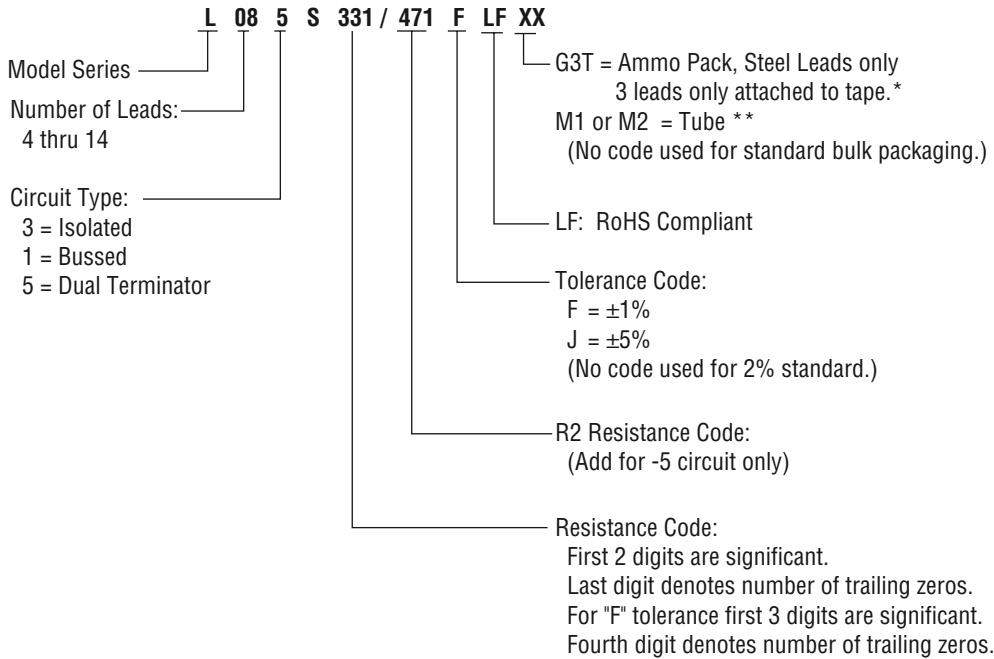 L 08 5 S 331 / 471 F LF XX
Model Series
Number of Leads:
4 thru 14
Circuit Type:
3 = Isolated
1 = Bussed
5 = Dual Terminator
G3T = Ammo Pack, Steel Leads only
3 leads only attached to tape.*
M1 or M2 = Tube **
(No code used for standard bulk packaging.)
LF: RoHS Compliant
Tolerance Code:
F = ±1%
J = ±5%
(No code used for 2% standard.)
R2 Resistance Code:
(Add for -5 circuit only)
Resistance Code:
First 2 digits are significant.
Last digit denotes number of trailing zeros.
For "F" tolerance first 3 digits are significant.
Fourth digit denotes number of trailing zeros.